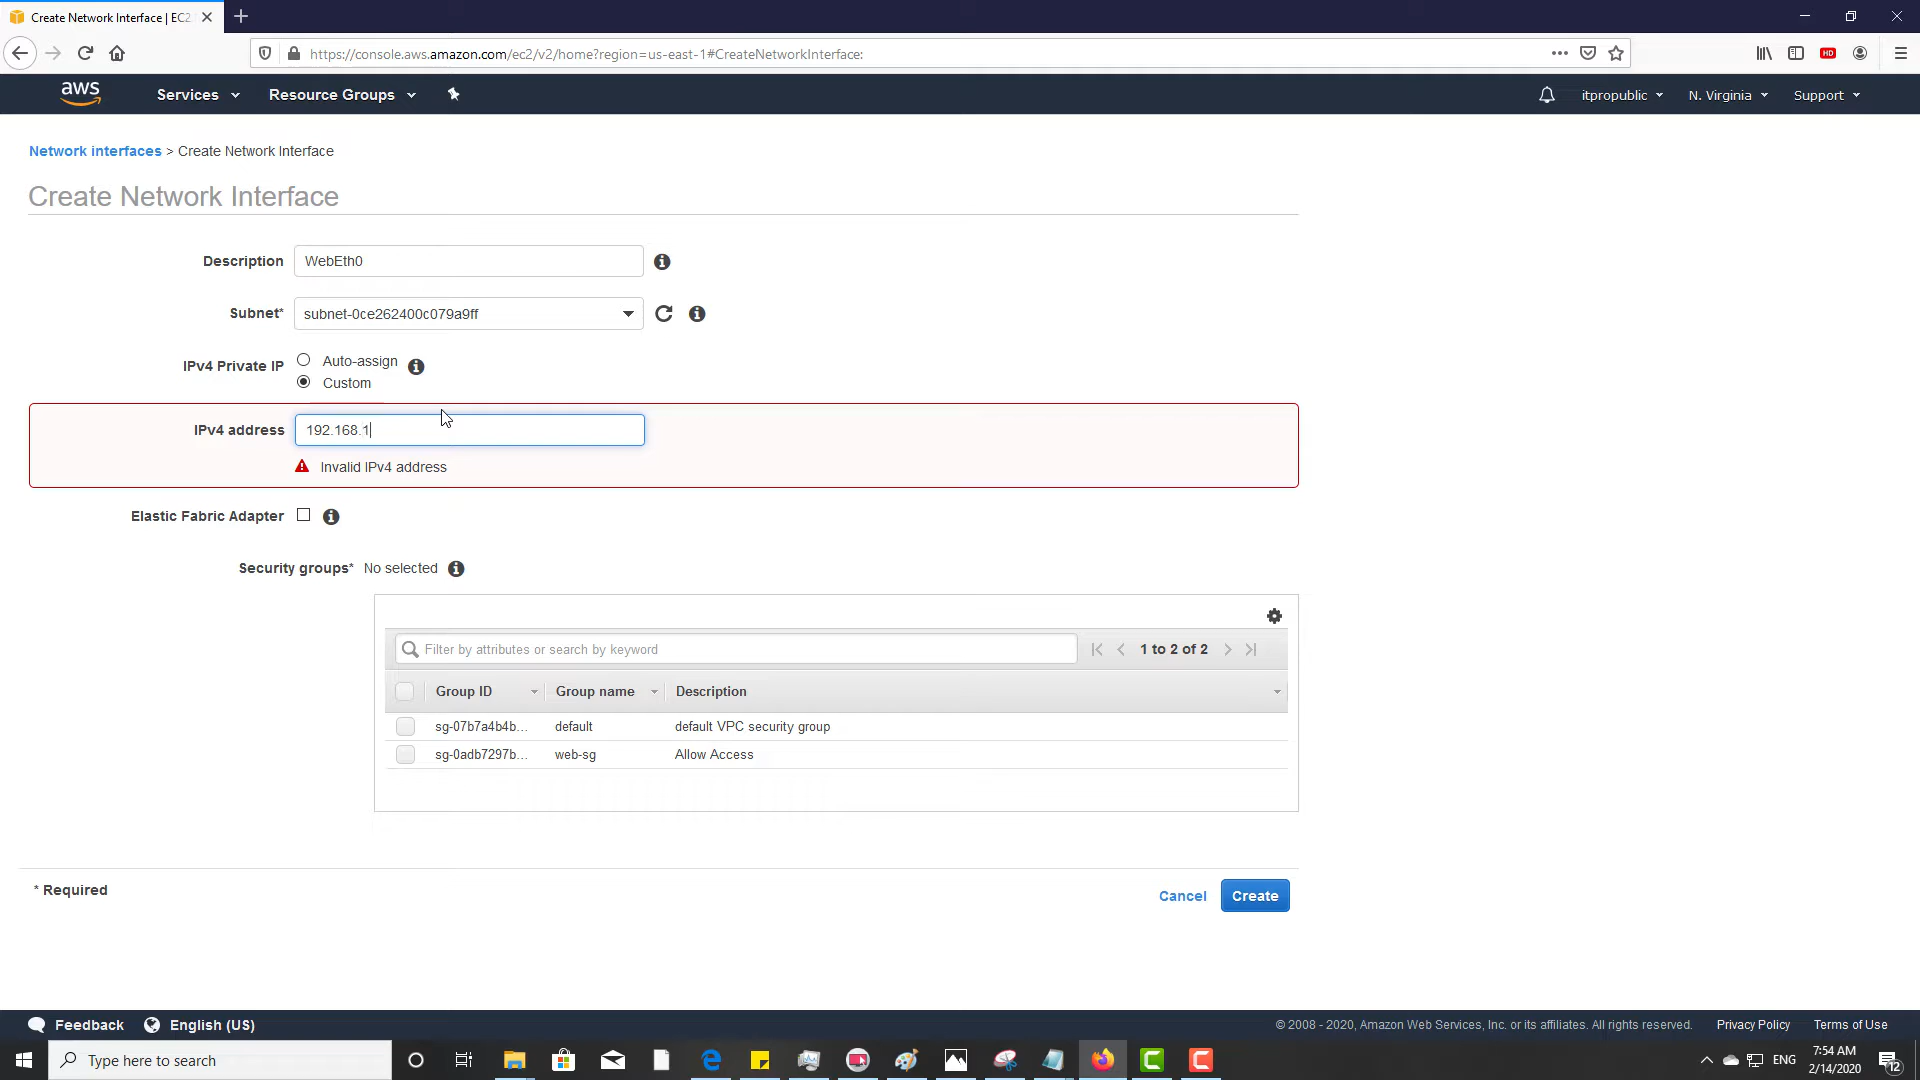 Create Network Interface | EC2
https://console.aws.amazon.com/ec2/v2/home?region=us-east-1#CreateNetworkInterface:
HD
aws Services Resource Groups itpropublic N. Virginia Support
Network interfaces > Create Network Interface
Create Network Interface
Description WebEth0
Subnet* subnet-0ce262400c079a9ff
IPv4 Private IP Auto-assign
Custom
IPv4 address 192.168.1
Invalid IPv4 address
Elastic Fabric Adapter
Security groups* No selected
Filter by attributes or search by keyword 1 to 2 of 2
Group ID Group name Description
sg-07b7a4b4b... default default VPC security group
sg-0adb7297b... web-sg Allow Access
* Required
Cancel Create
Feedback English (US) © 2008 - 2020, Amazon Web Services, Inc. or its affiliates. All rights reserved. Privacy Policy Terms of Use
Type here to search
ENG
7:54 AM
2/14/2020
12